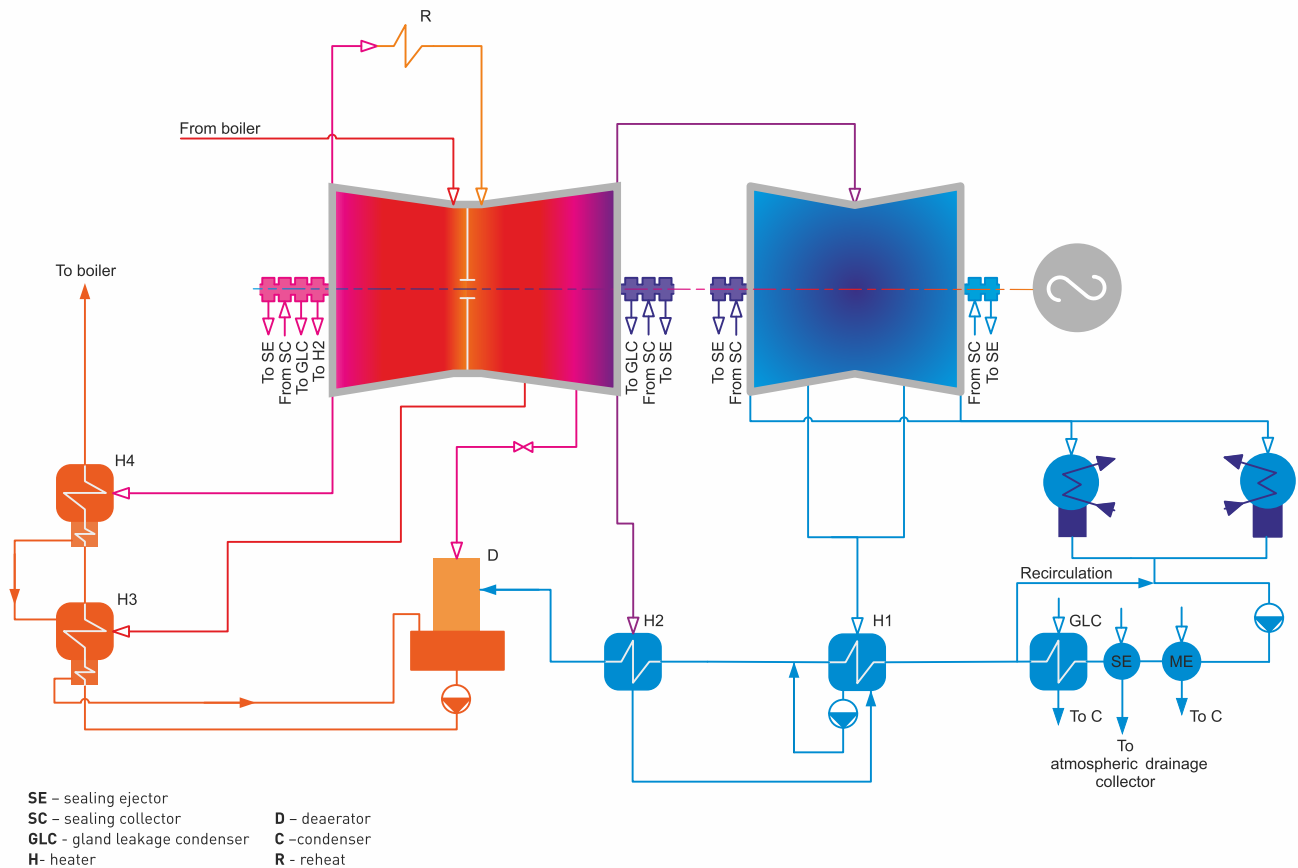 R
From boiler
To boiler
To SE
From SC
To GLC
To H2
To GLC
From SC
To SE
To SE
From SC
From SC
To SE
H4
H3
D
H2
H1
Recirculation
GLC
SE
ME
To C
To C
To
atmospheric drainage
collector
SE – sealing ejector
SC – sealing collector
GLC - gland leakage condenser
H- heater
D – deaerator
C –condenser
R - reheat